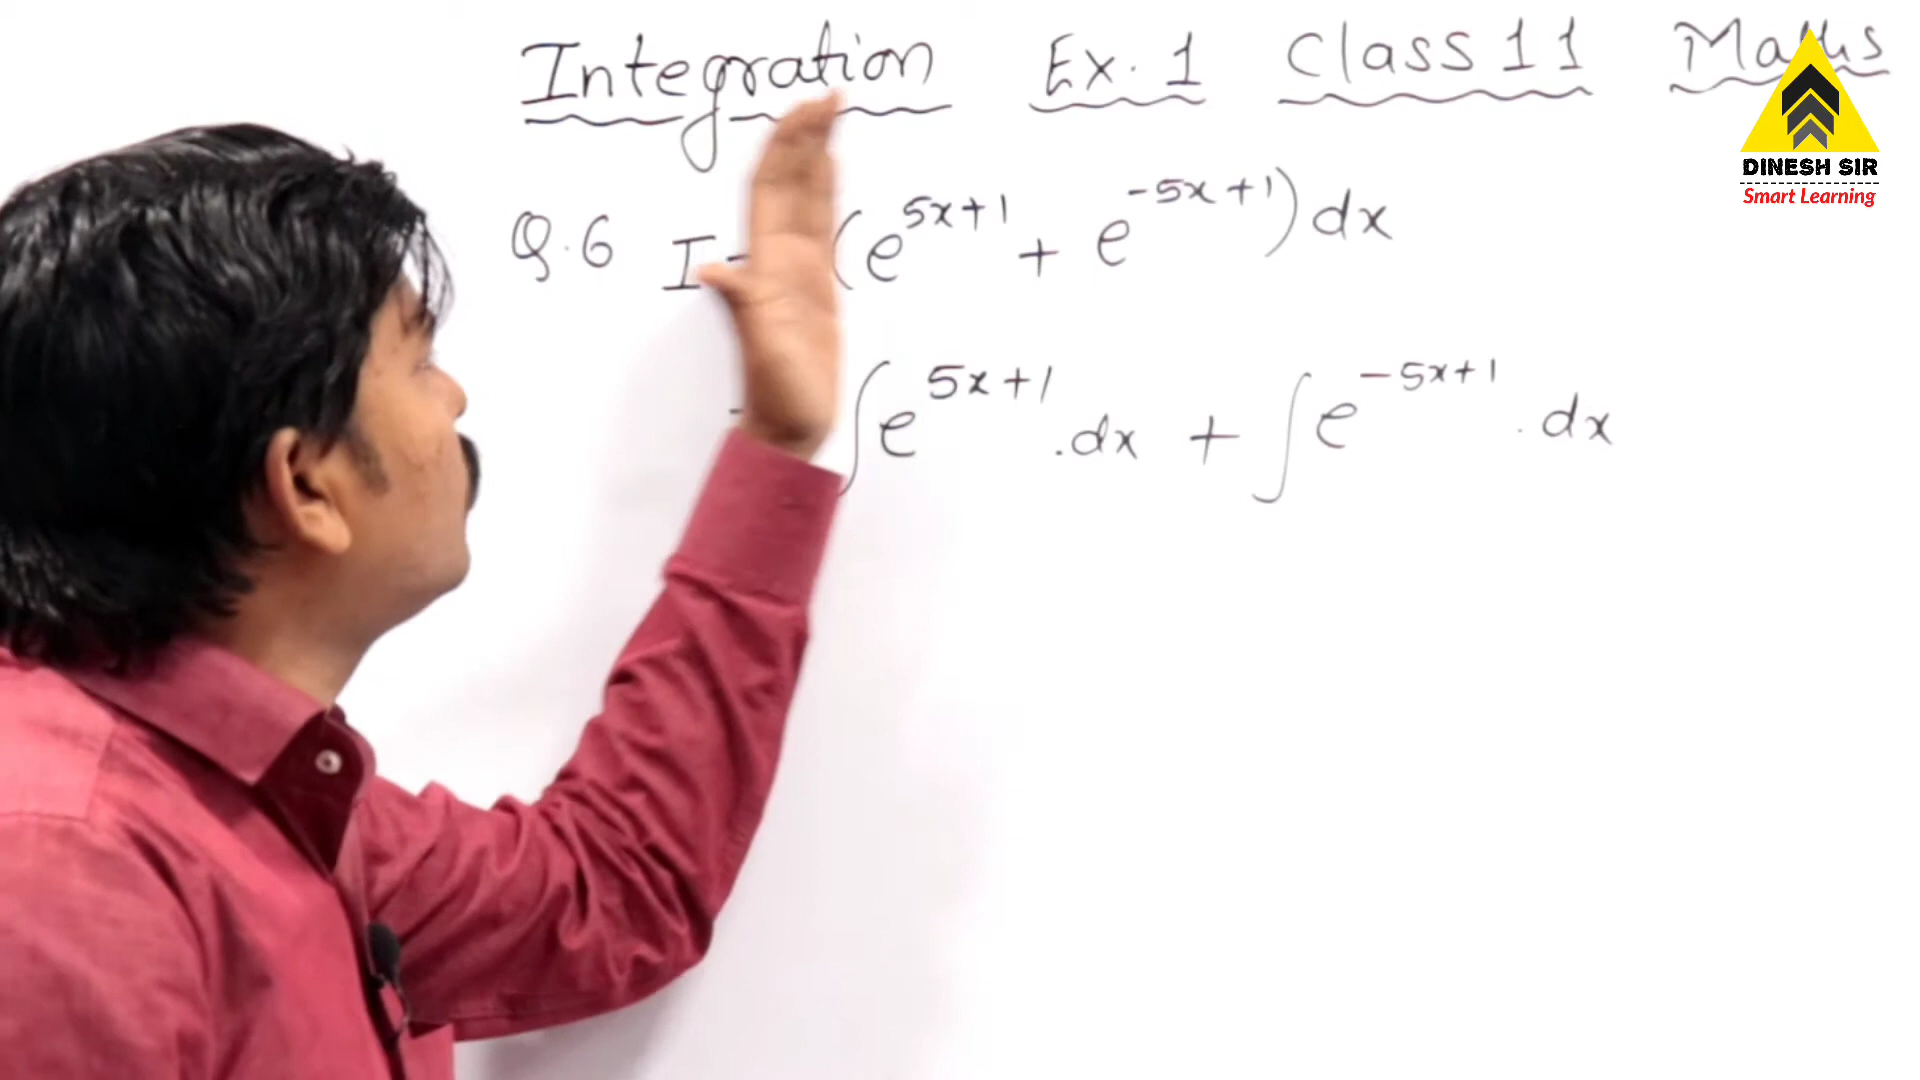 Integration Ex. 1 Class 11 Maths
DINESH SIR
Smart Learning
Q.6 I = (e^{5x+1} + e^{-5x+1}) dx
∫ e^{5x+1} . dx + ∫ e^{-5x+1} . dx